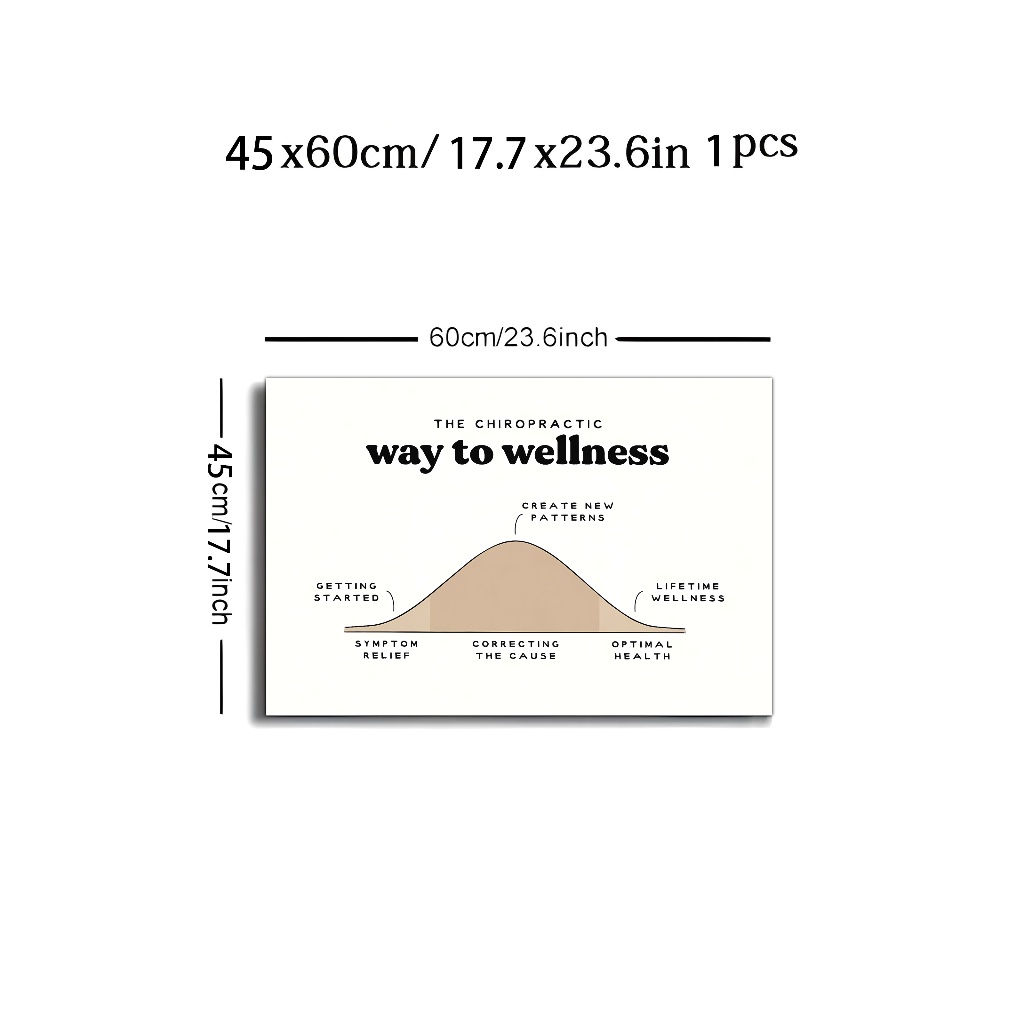 45x60cm/ 17.7x23.6in 1pcs
60cm/23.6inch
45cm/17.7inch
THE CHIROPRACTIC
way to wellness
CREATE NEW
PATTERNS
GETTING
STARTED
LIFETIME
WELLNESS
SYMPTOM
RELIEF
CORRECTING
THE CAUSE
OPTIMAL
HEALTH